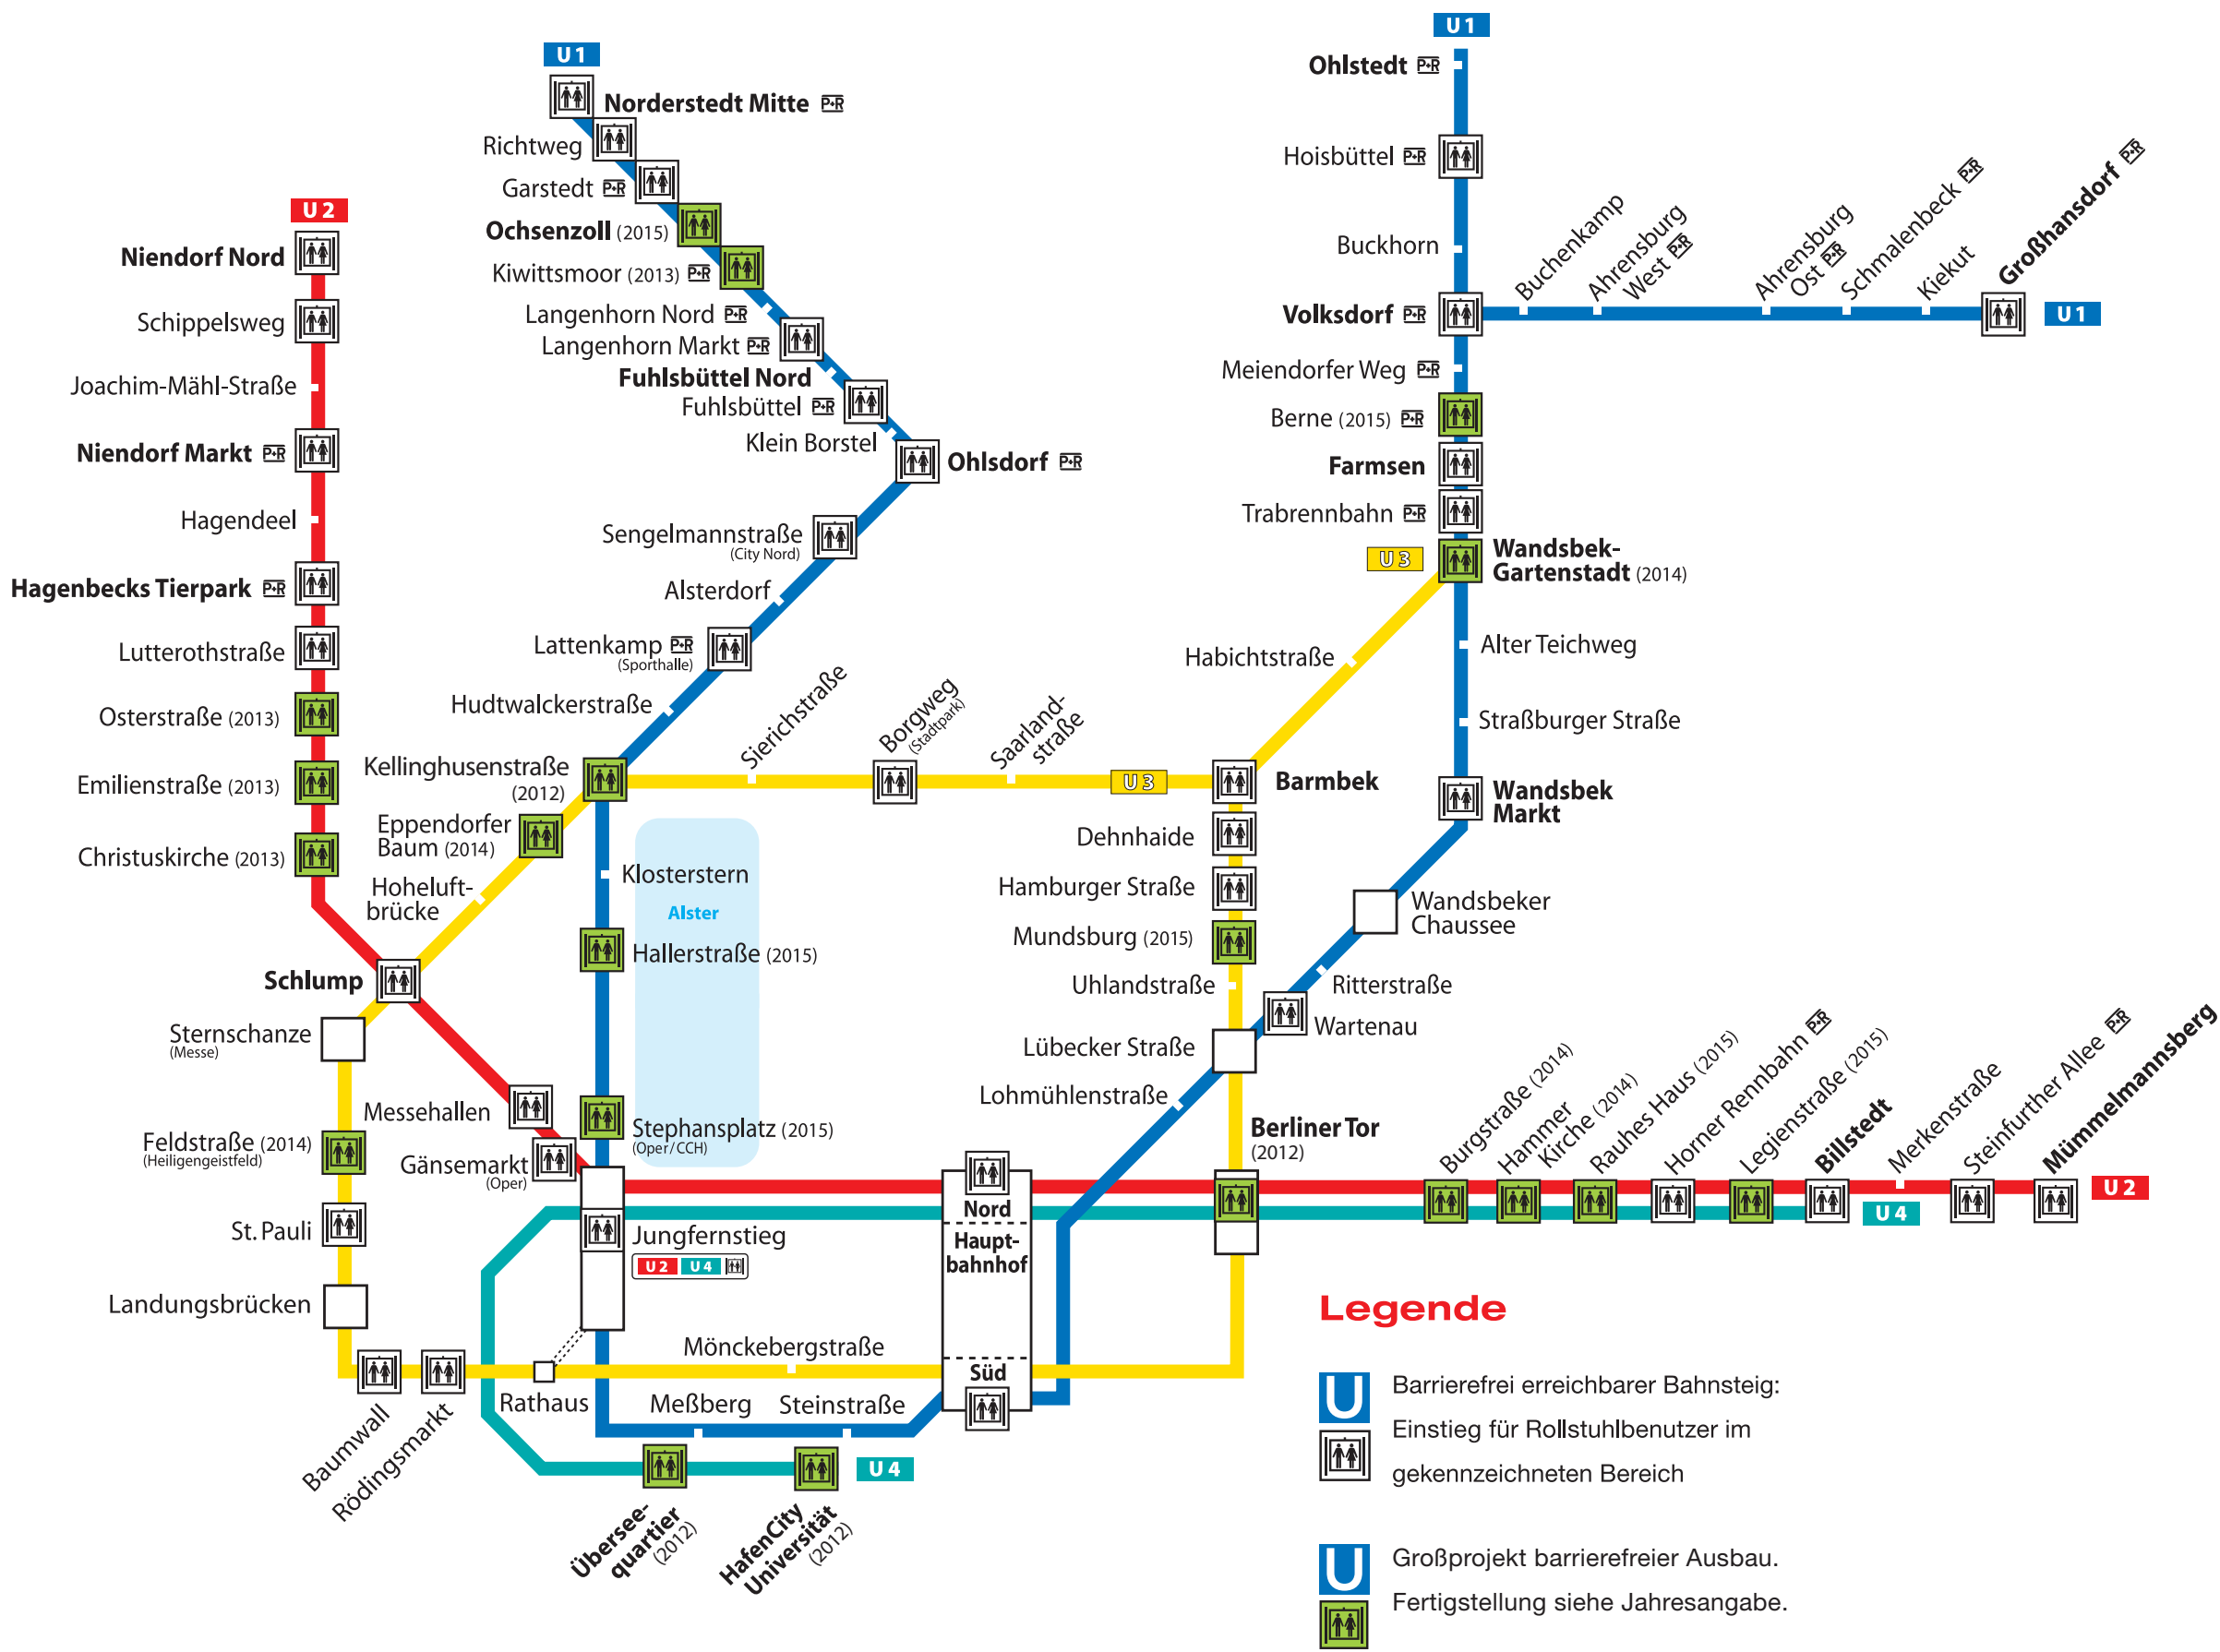 U1
U1
Ohlstedt P+R
Norderstedt Mitte P+R
Richtweg
Hoisbüttel P+R
Garstedt P+R
U2
Ochsenzoll (2015)
Buckhorn
Buchenkamp
Ahrensburg
West P+R
Ahrensburg
Ost P+R
Schmalenbeck P+R
Kiekut
Großhansdorf P+R
Niendorf Nord
Kiwittsmoor (2013) P+R
Volksdorf P+R
U1
Schippelsweg
Langenhorn Nord P+R
Langenhorn Markt P+R
Meiendorfer Weg P+R
Joachim-Mähl-Straße
Fuhlsbüttel Nord
Fuhlsbüttel P+R
Berne (2015) P+R
Klein Borstel
Niendorf Markt P+R
Ohlsdorf P+R
Farmsen
Trabrennbahn P+R
Hagendeel
Sengelmannstraße
(City Nord)
U3
Wandsbek-
Gartenstadt (2014)
Hagenbecks Tierpark P+R
Alsterdorf
Lutterothstraße
Lattenkamp P+R
(Sporthalle)
Habichtstraße
Alter Teichweg
Osterstraße (2013)
Hudtwalckerstraße
Sierichstraße
Borgweg
(Stadtpark)
Saarland-
straße
Straßburger Straße
Emilienstraße (2013)
Kellinghusenstraße
(2012)
U3
Barmbek
Wandsbek
Markt
Eppendorfer
Baum (2014)
Dehnhaide
Christuskirche (2013)
Hoheluft-
brücke
Klosterstern
Hamburger Straße
Alster
Wandsbeker
Chaussee
Hallerstraße (2015)
Mundsburg (2015)
Schlump
Uhlandstraße
Ritterstraße
Sternschanze
(Messe)
Wartenau
Lübecker Straße
Messehallen
Lohmühlenstraße
Feldstraße (2014)
(Heiligengeistfeld)
Stephansplatz (2015)
(Oper/CCH)
Berliner Tor
(2012)
Burgstraße (2014)
Hammer
Kirche (2014)
Rauhes Haus (2015)
Horner Rennbahn P+R
Legienstraße (2015)
Billstedt
Merkenstraße
Steinfurther Allee P+R
Mümmelmannsberg
Gänsemarkt
(Oper)
U2
Nord
U4
St. Pauli
Jungfernstieg
U2 U4
Haupt-
bahnhof
Landungsbrücken
Legende
Mönckebergstraße
Süd
Rathaus
Meßberg
Steinstraße
Baumwall
Rödingsmarkt
U4
Übersee-
quartier
(2012)
HafenCity
Universität
(2012)
U
Barrierefrei erreichbarer Bahnsteig:
Einstieg für Rollstuhlbenutzer im
gekennzeichneten Bereich
U
Großprojekt barrierefreier Ausbau.
Fertigstellung siehe Jahresangabe.